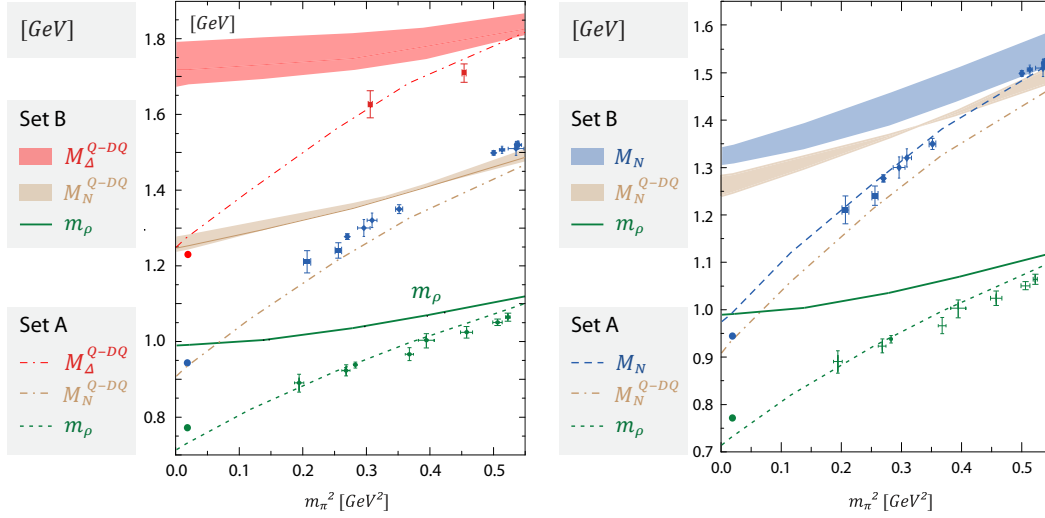 [GeV]
Set B
M_Δ^{Q-DQ}
M_N^{Q-DQ}
m_ρ
Set A
M_Δ^{Q-DQ}
M_N^{Q-DQ}
m_ρ
[GeV]
1.8
1.6
1.4
1.2
1.0
0.8
m_ρ
0.0 0.1 0.2 0.3 0.4 0.5
m_π^2 [GeV^2]
[GeV]
Set B
M_N
M_N^{Q-DQ}
m_ρ
Set A
M_N
M_N^{Q-DQ}
m_ρ
1.6
1.5
1.4
1.3
1.2
1.1
1.0
0.9
0.8
0.7
0.0 0.1 0.2 0.3 0.4 0.5
m_π^2 [GeV^2]